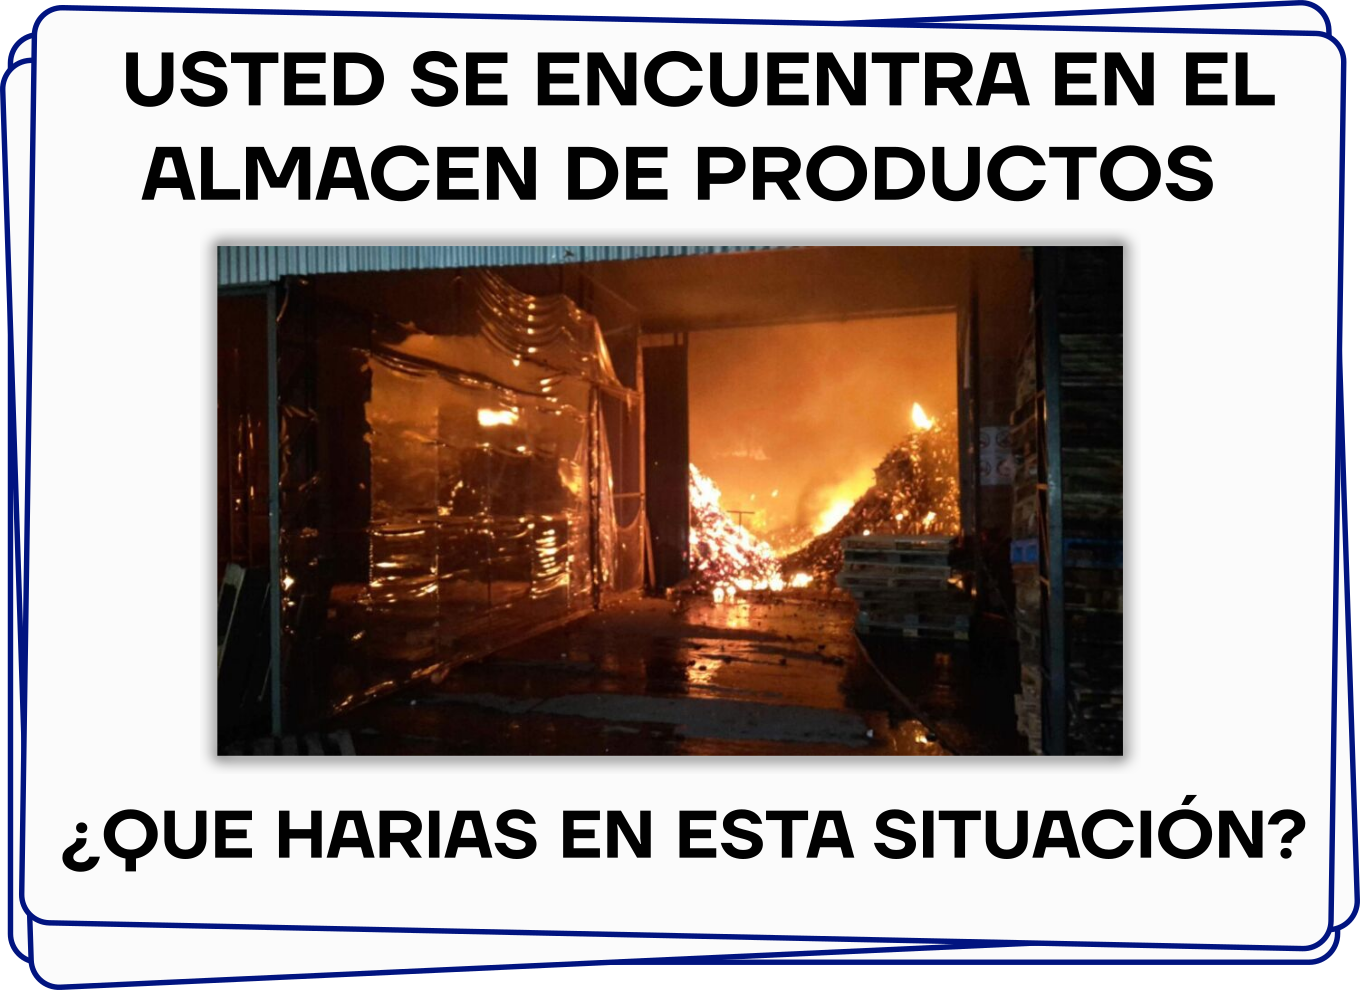 USTED SE ENCUENTRA EN EL
ALMACEN DE PRODUCTOS
¿QUE HARIAS EN ESTA SITUACIÓN?